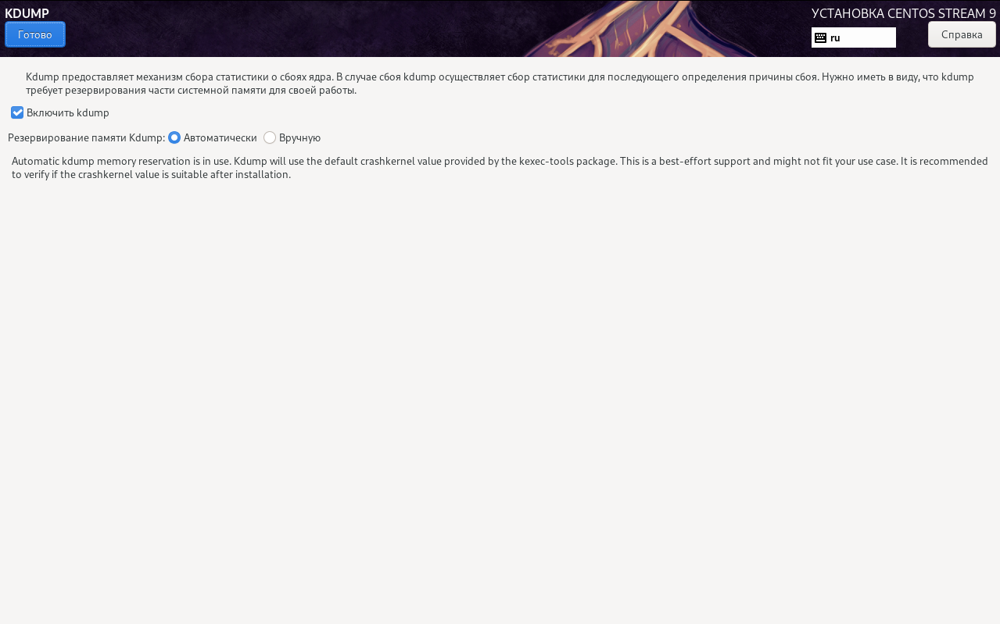 KDUMP
УСТАНОВКА CENTOS STREAM 9
Готово
ru
Справка
Kdump предоставляет механизм сбора статистики о сбоях ядра. В случае сбоя kdump осуществляет сбор статистики для последующего определения причины сбоя. Нужно иметь в виду, что kdump
требует резервирования части системной памяти для своей работы.
Включить kdump
Резервирование памяти Kdump: Автоматически Вручную
Automatic kdump memory reservation is in use. Kdump will use the default crashkernel value provided by the kexec-tools package. This is a best-effort support and might not fit your use case. It is recommended
to verify if the crashkernel value is suitable after installation.